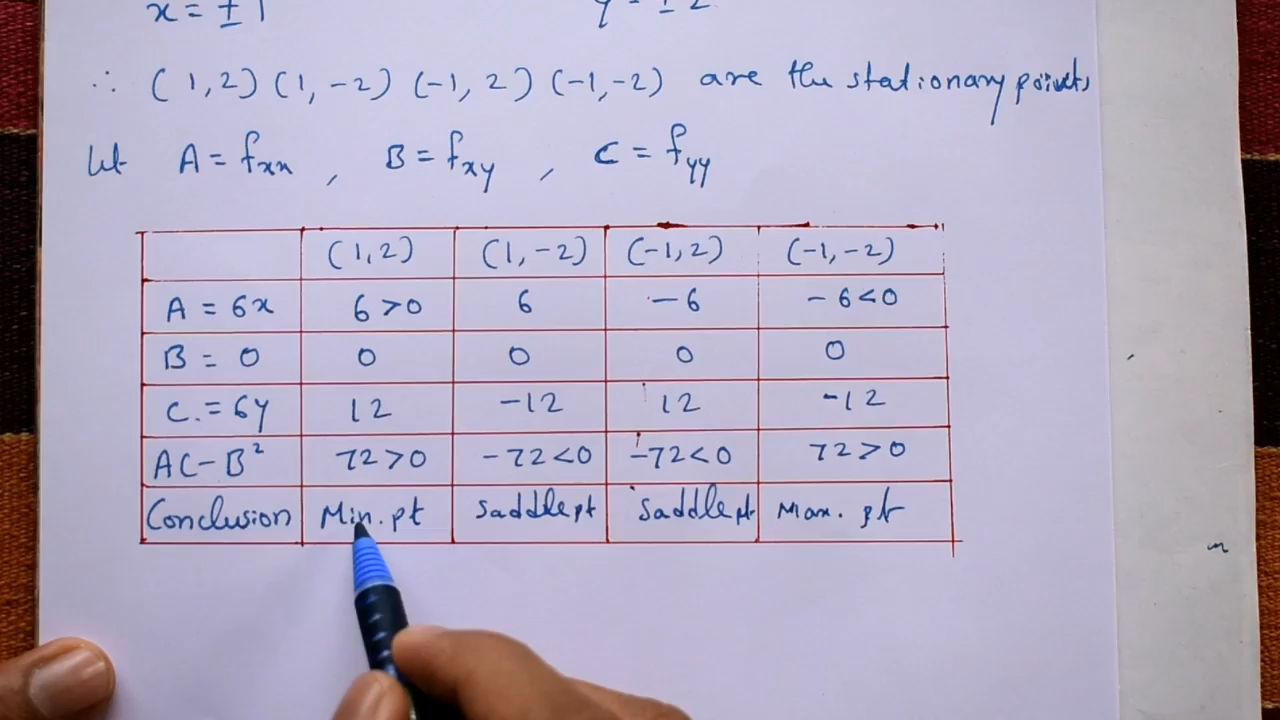 x = ± 1 y = ± 2
∴ (1,2) (1,-2) (-1,2) (-1,-2) are the stationary points
let A = fxx , B = fxy , C = fyy
(1,2) (1,-2) (-1,2) (-1,-2)
A = 6x 6>0 6 -6 -6<0
B = 0 0 0 0 0
C = 6y 12 -12 12 -12
AC-B² 72>0 -72<0 -72<0 72>0
Conclusion Min. pt Saddle pt Saddle pt Max. pt